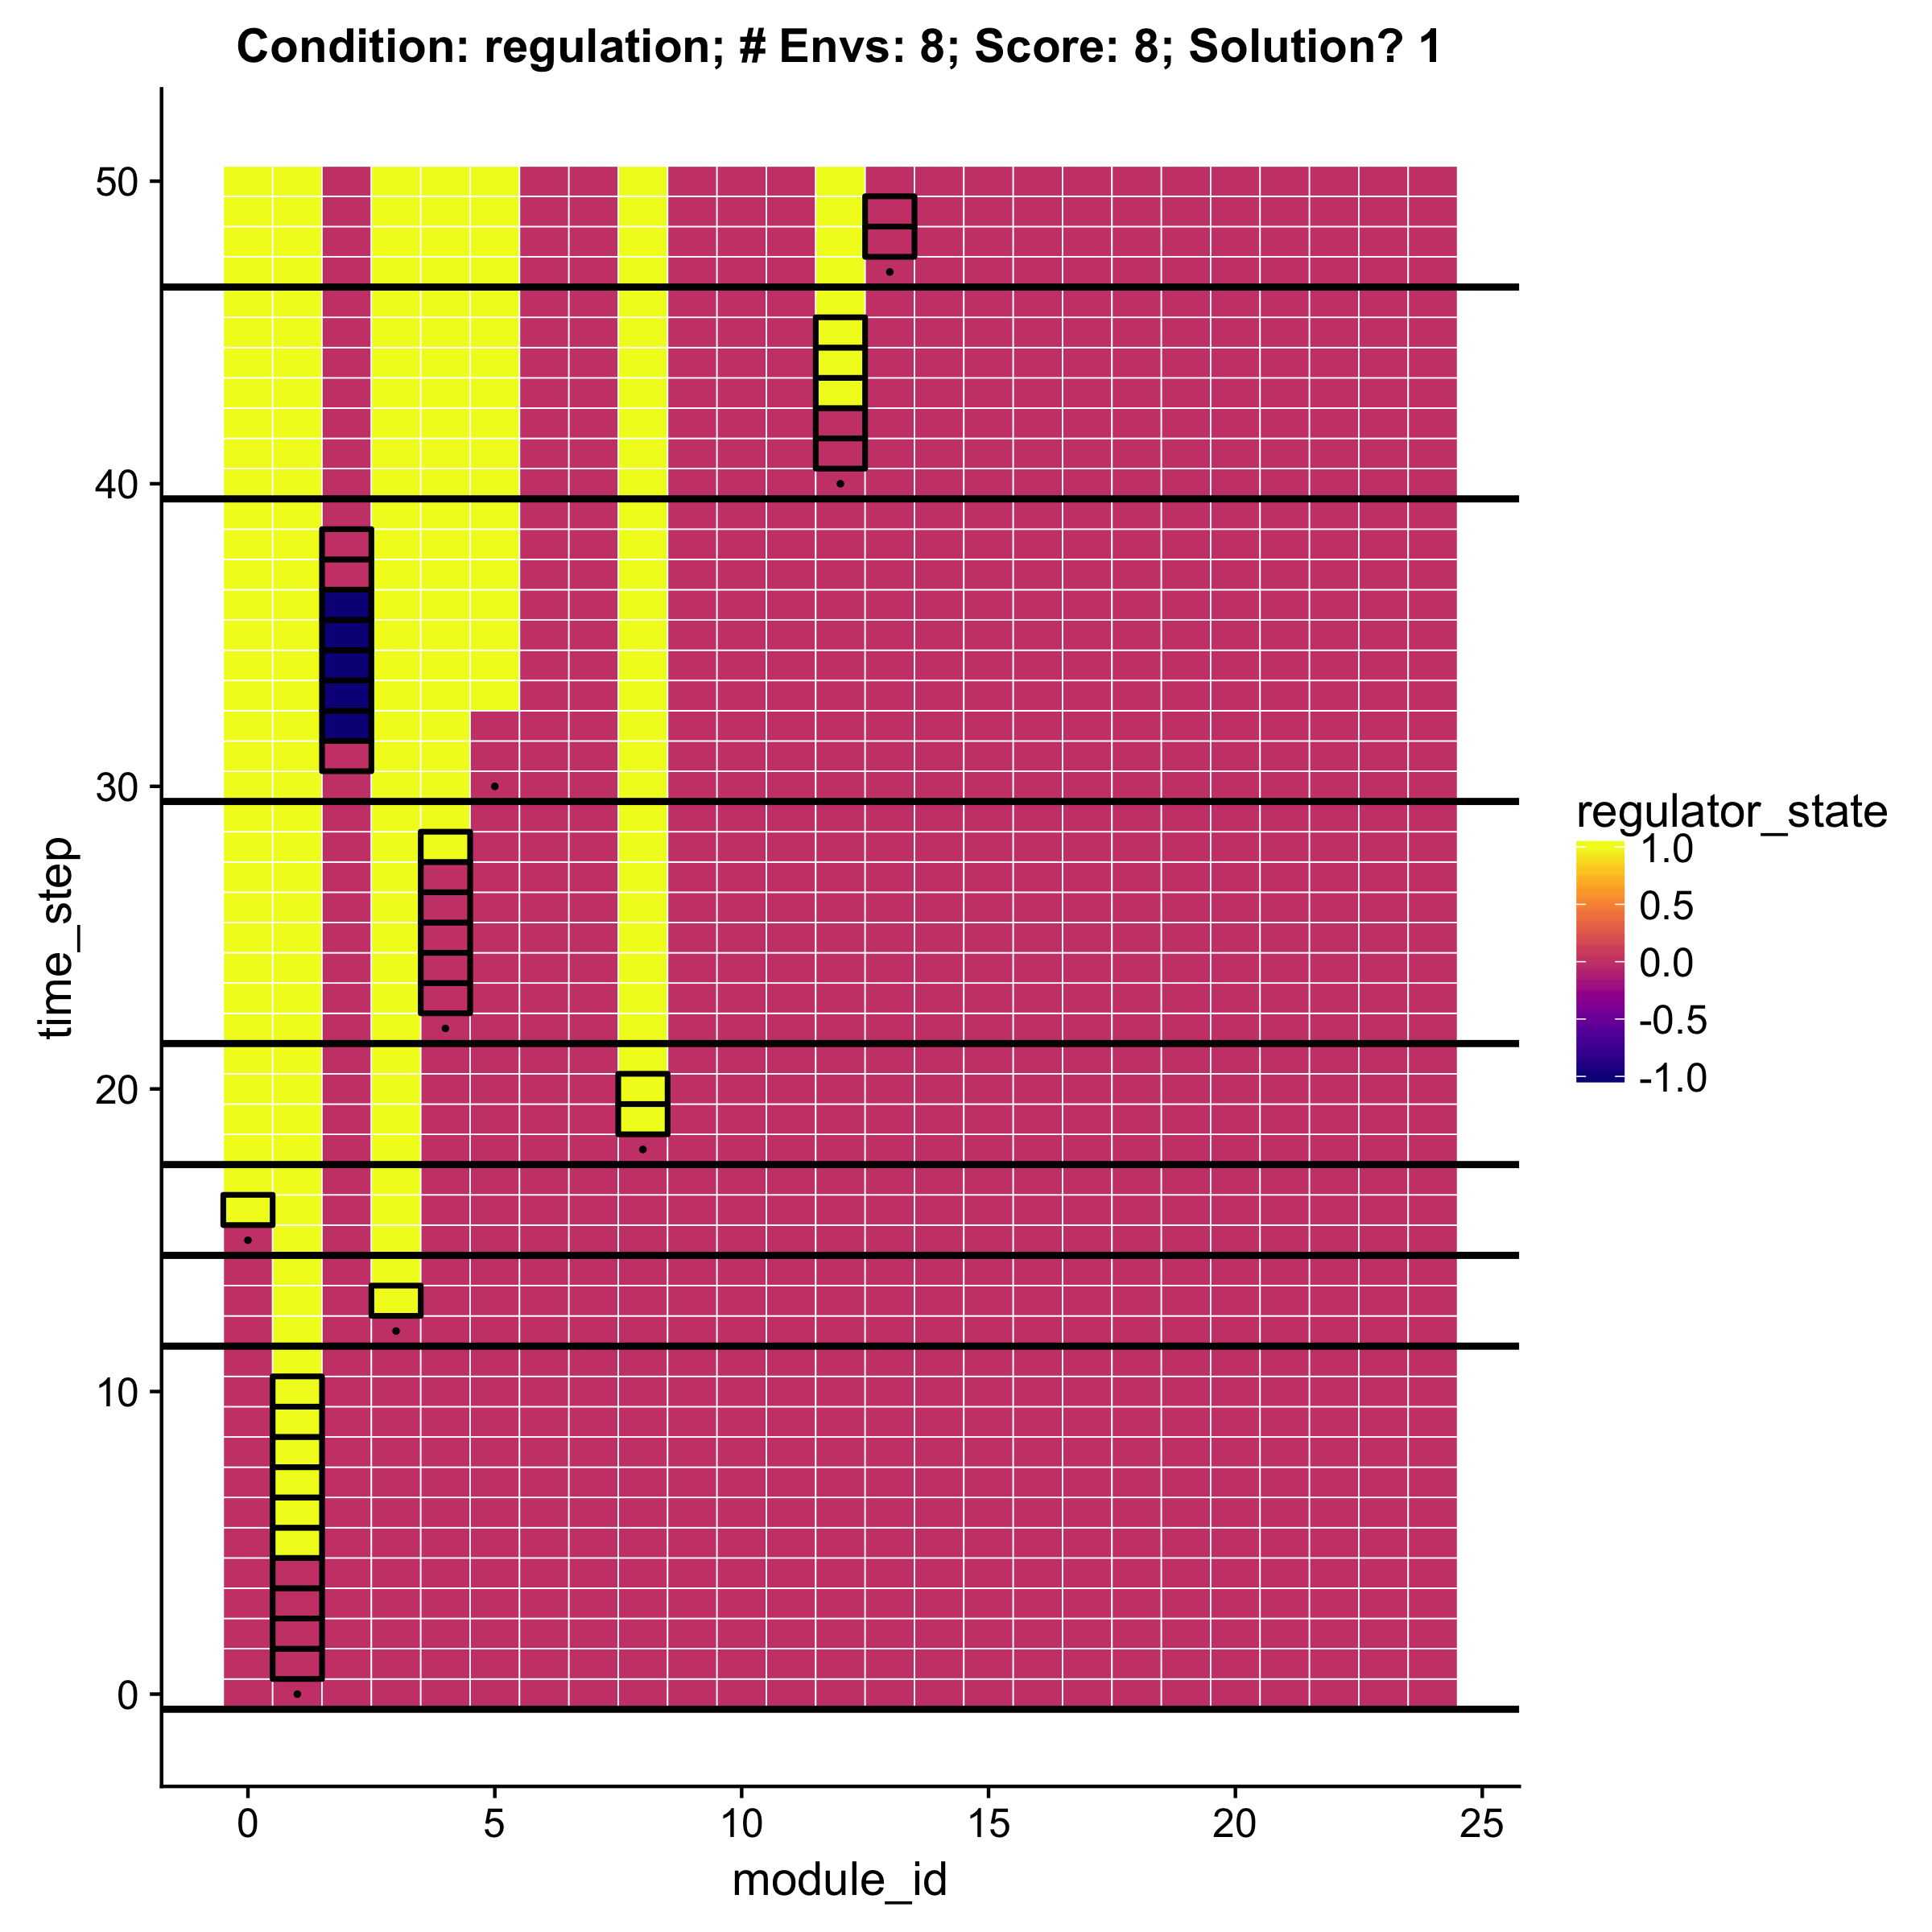 Condition: regulation; # Envs: 8; Score: 8; Solution? 1
50
40
30
20
10
0
time_step
0 5 10 15 20 25
module_id
regulator_state
1.0
0.5
0.0
-0.5
-1.0